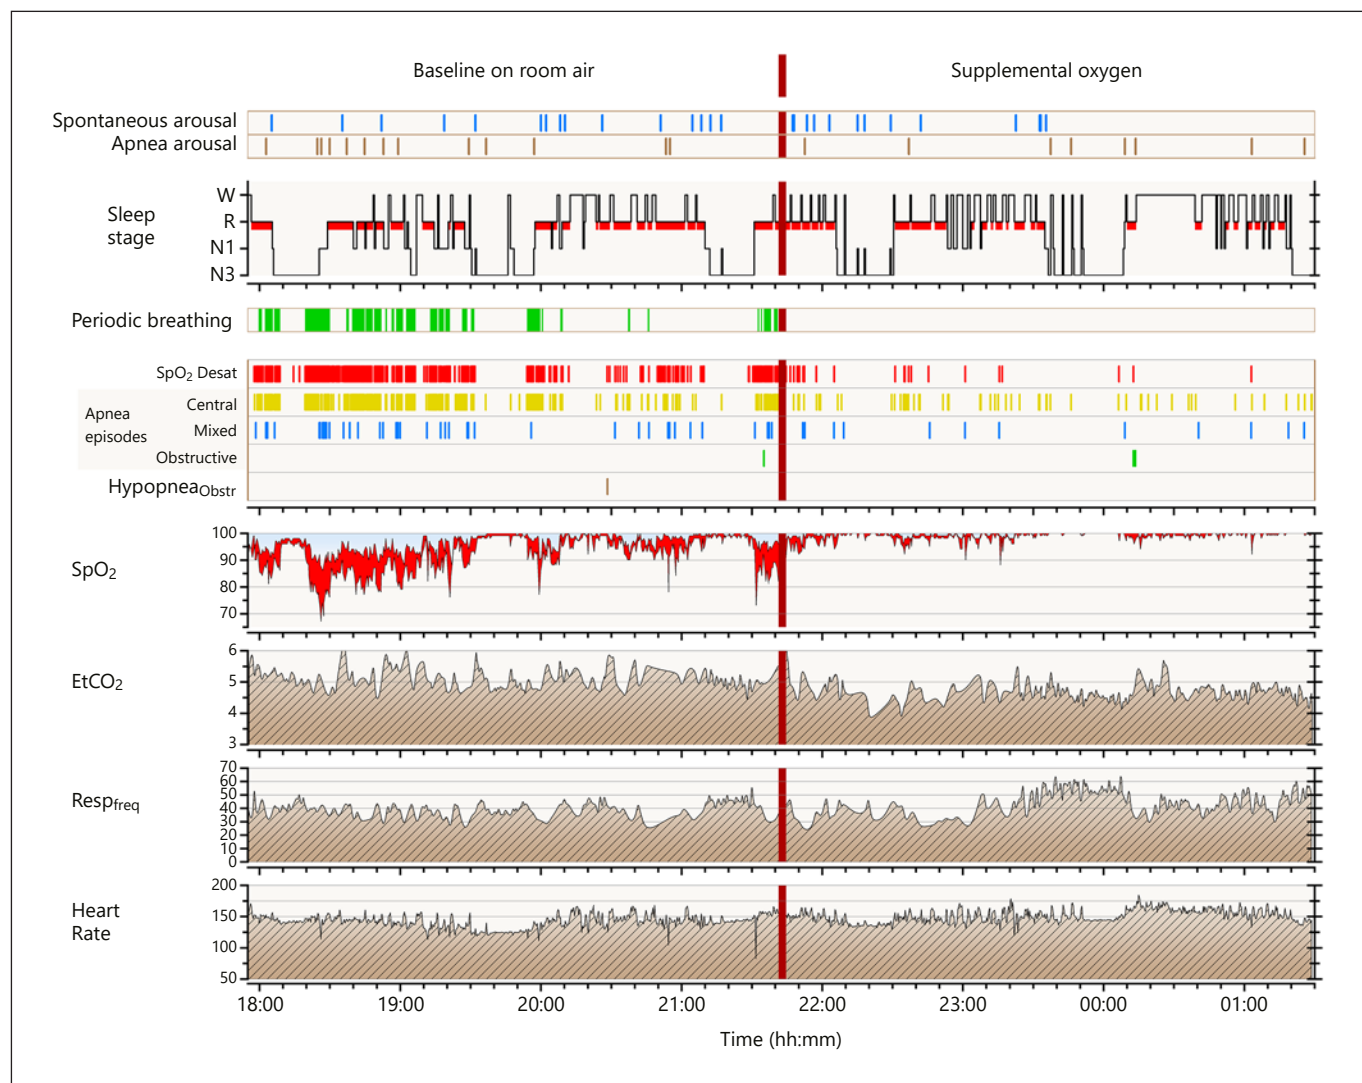 Baseline on room air
Supplemental oxygen
Spontaneous arousal
Apnea arousal
Sleep
stage
W
R
N1
N3
Periodic breathing
SpO2 Desat
Apnea
episodes
Central
Mixed
Obstructive
HypopneaObstr
SpO2
100
90
80
70
EtCO2
6
5
4
3
Respfreq
70
60
50
40
30
20
10
0
Heart
Rate
200
150
100
50
18:00 19:00 20:00 21:00 22:00 23:00 00:00 01:00
Time (hh:mm)